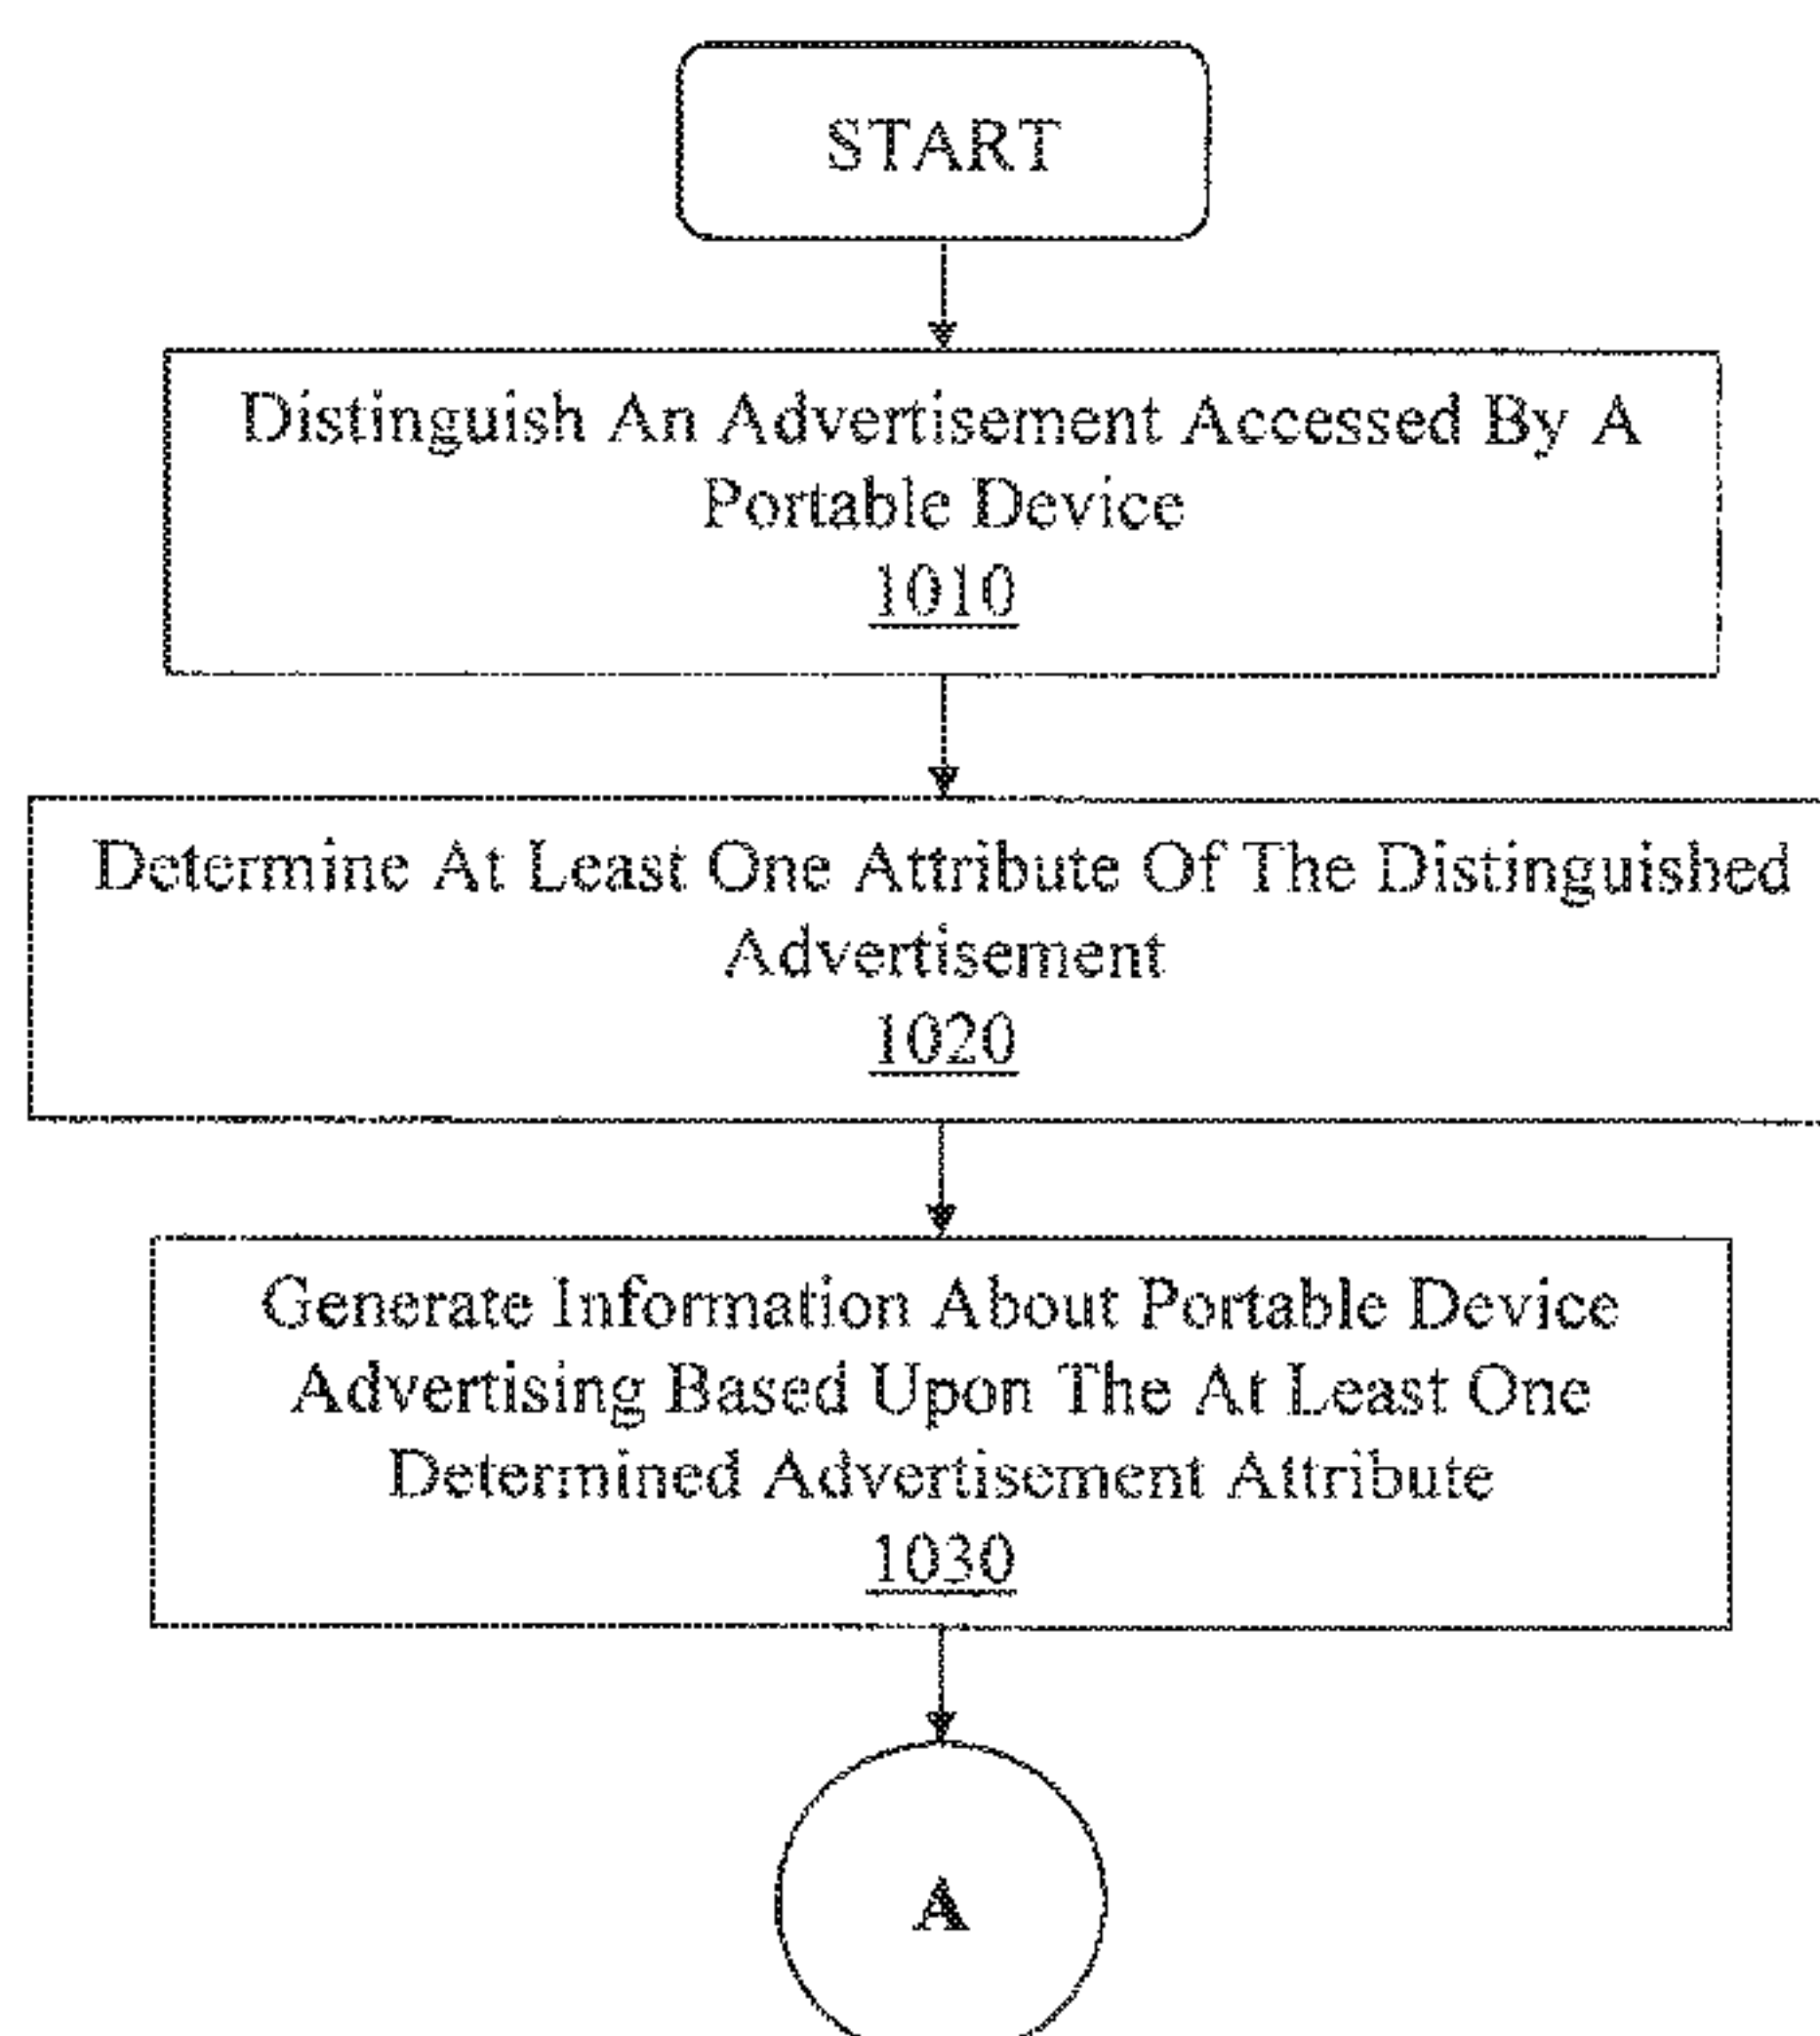 START
Distinguish An Advertisement Accessed By A
Portable Device
1010
Determine At Least One Attribute Of The Distinguished
Advertisement
1020
Generate Information About Portable Device
Advertising Based Upon The At Least One
Determined Advertisement Attribute
1030
A